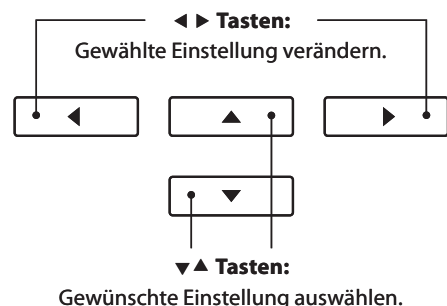 ◀ ▶ Tasten:
Gewählte Einstellung verändern.
▼▲ Tasten:
Gewünschte Einstellung auswählen.